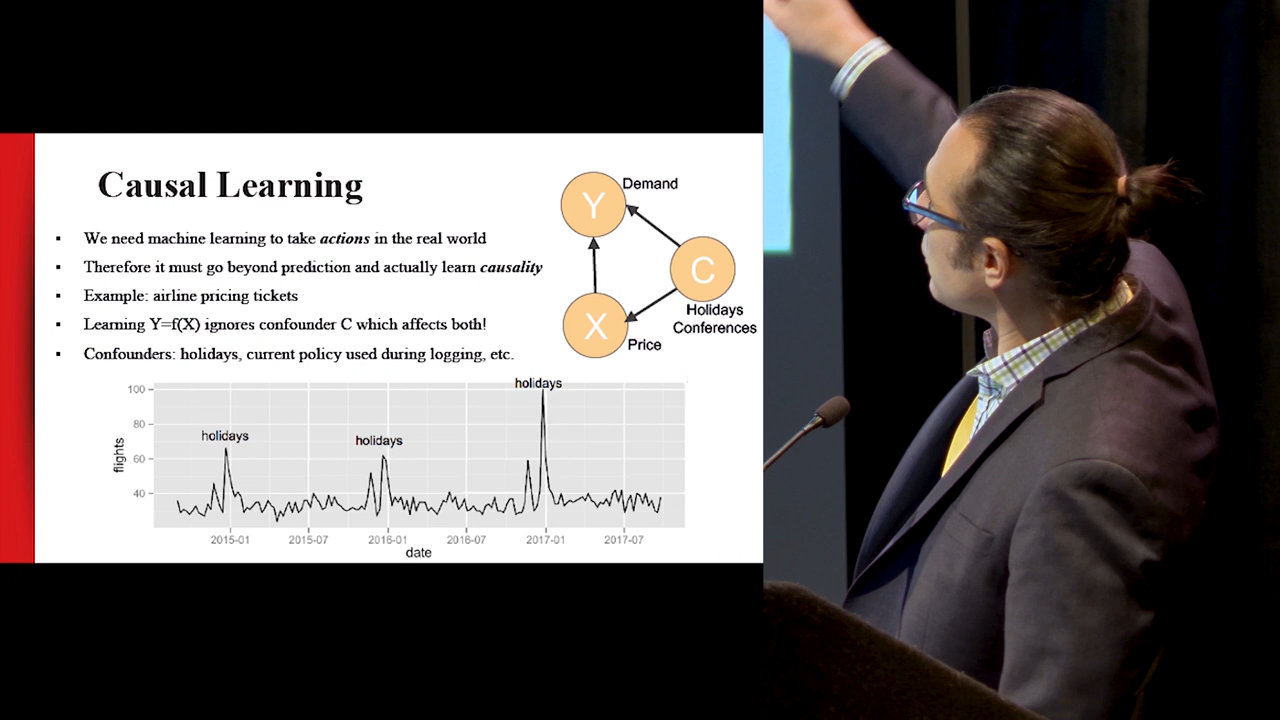 Causal Learning
We need machine learning to take actions in the real world
Therefore it must go beyond prediction and actually learn causality
Example: airline pricing tickets
Learning Y=f(X) ignores confounder C which affects both!
Confounders: holidays, current policy used during logging, etc.
Y
Demand
C
Holidays
Conferences
X
Price
holidays
holidays
holidays
100
80
60
40
flights
2015-01
2015-07
2016-01
2016-07
2017-01
2017-07
date